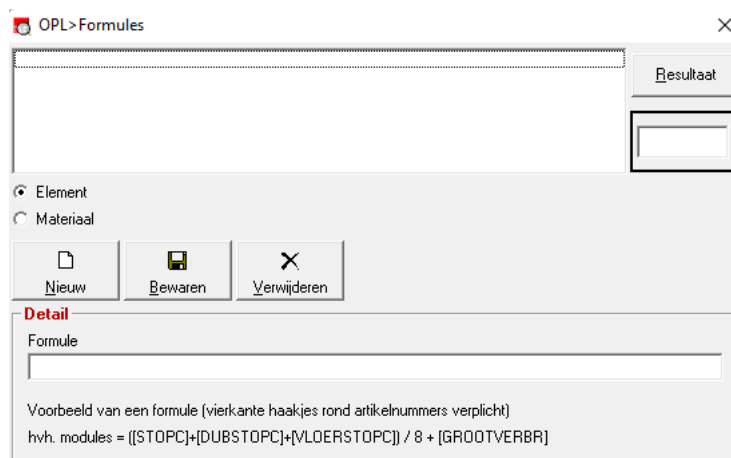 OPL>Formules
Resultaat
Element
Materiaal
Nieuw
Bewaren
Verwijderen
Detail
Formule
Voorbeeld van een formule (vierkante haakjes rond artikelnummers verplicht)
hvh. modules = ([STOPC]+[DUBSTOPC]+[VLOERSTOPC]) / 8 + [GROOTVERBR]